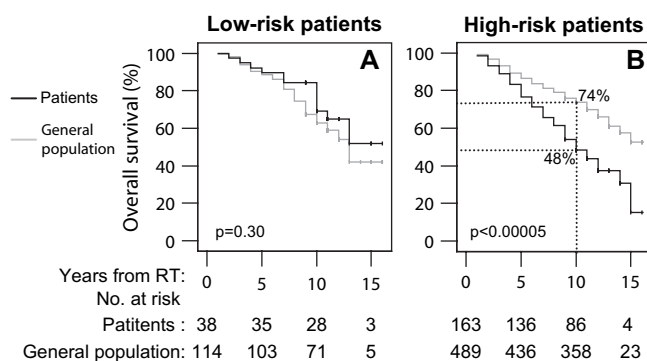 Low-risk patients High-risk patients
Patients
General population
Overall survival (%)
100
80
60
40
20
0
A
p=0.30
0 5 10 15
100
80
60
40
20
0
B
74%
48%
p<0.00005
0 5 10 15
Years from RT:
No. at risk
Patitents : 38 35 28 3 163 136 86 4
General population: 114 103 71 5 489 436 358 23